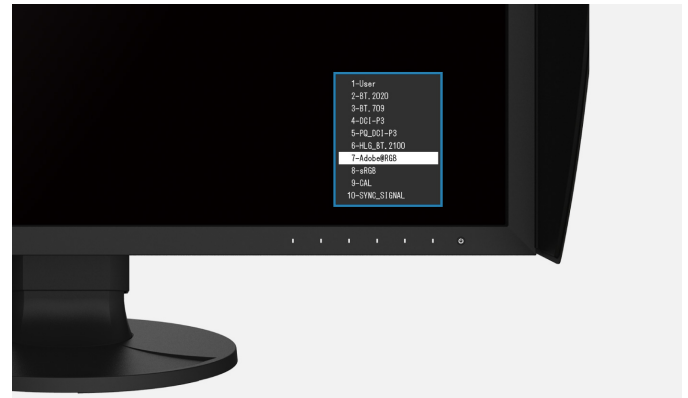 1-User
2-BT.2020
3-BT.709
4-DCI-P3
5-PQ_DCI-P3
6-HLG_BT.2100
7-Adobe®RGB
8-sRGB
9-CAL
10-SYNC_SIGNAL